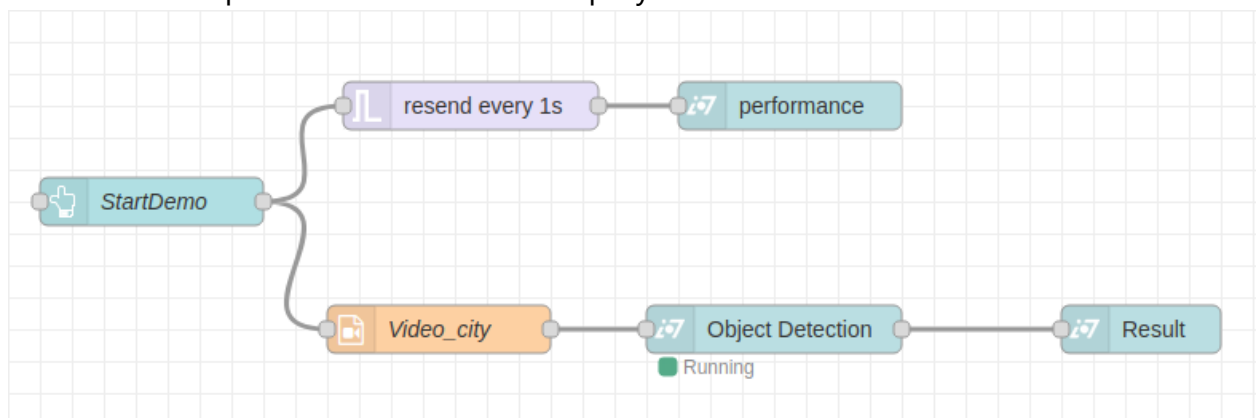 resend every 1s
performance
StartDemo
Video_city
Object Detection
Result
Running